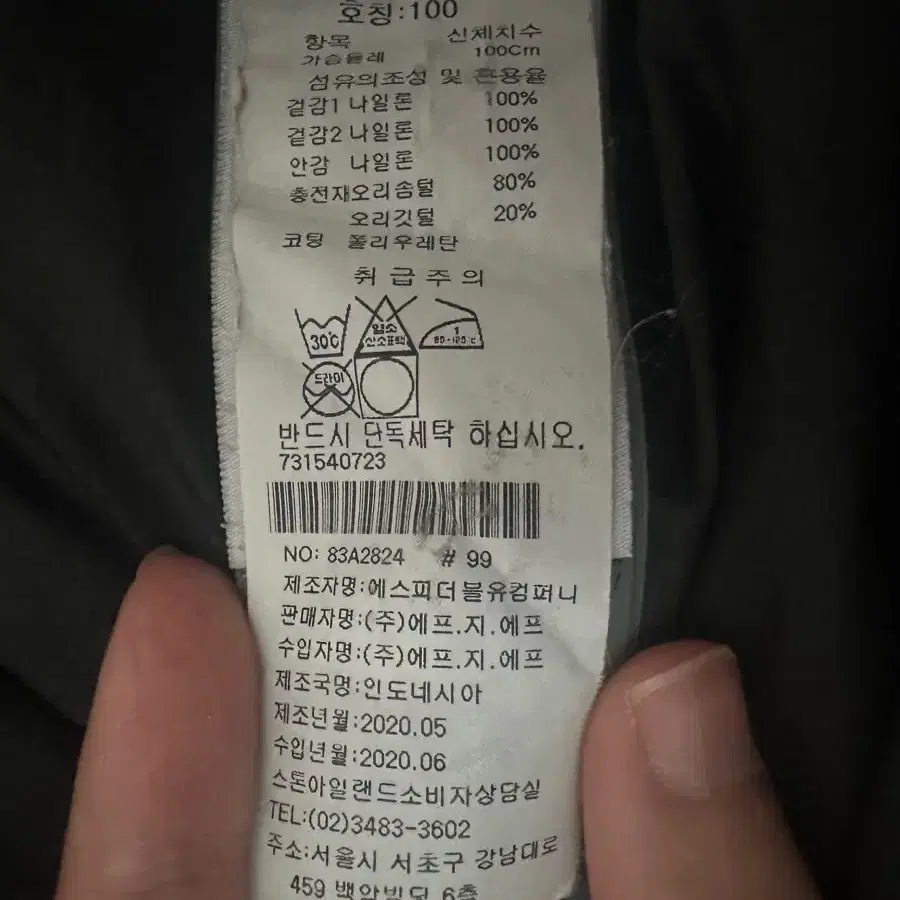 호칭:100
항목 신체치수
가슴둘레 100Cm
섬유의조성 및 혼용율
겉감1 나일론 100%
겉감2 나일론 100%
안감 나일론 100%
충전재오리솜털 80%
오리깃털 20%
코팅 폴리우레탄
취급주의
30℃ 염소 산소표백 1 80-120℃
드라이
반드시 단독세탁 하십시오.
731540723
NO: 83A2824 # 99
제조자명:에스피더블유컴퍼니
판매자명:(주)에프.지.에프
수입자명:(주)에프.지.에프
제조국명:인도네시아
제조년월:2020.05
수입년월:2020.06
스톤아일랜드소비자상담실
TEL:(02)3483-3602
주소:서울시 서초구 강남대로
459 백암빌딩 6층